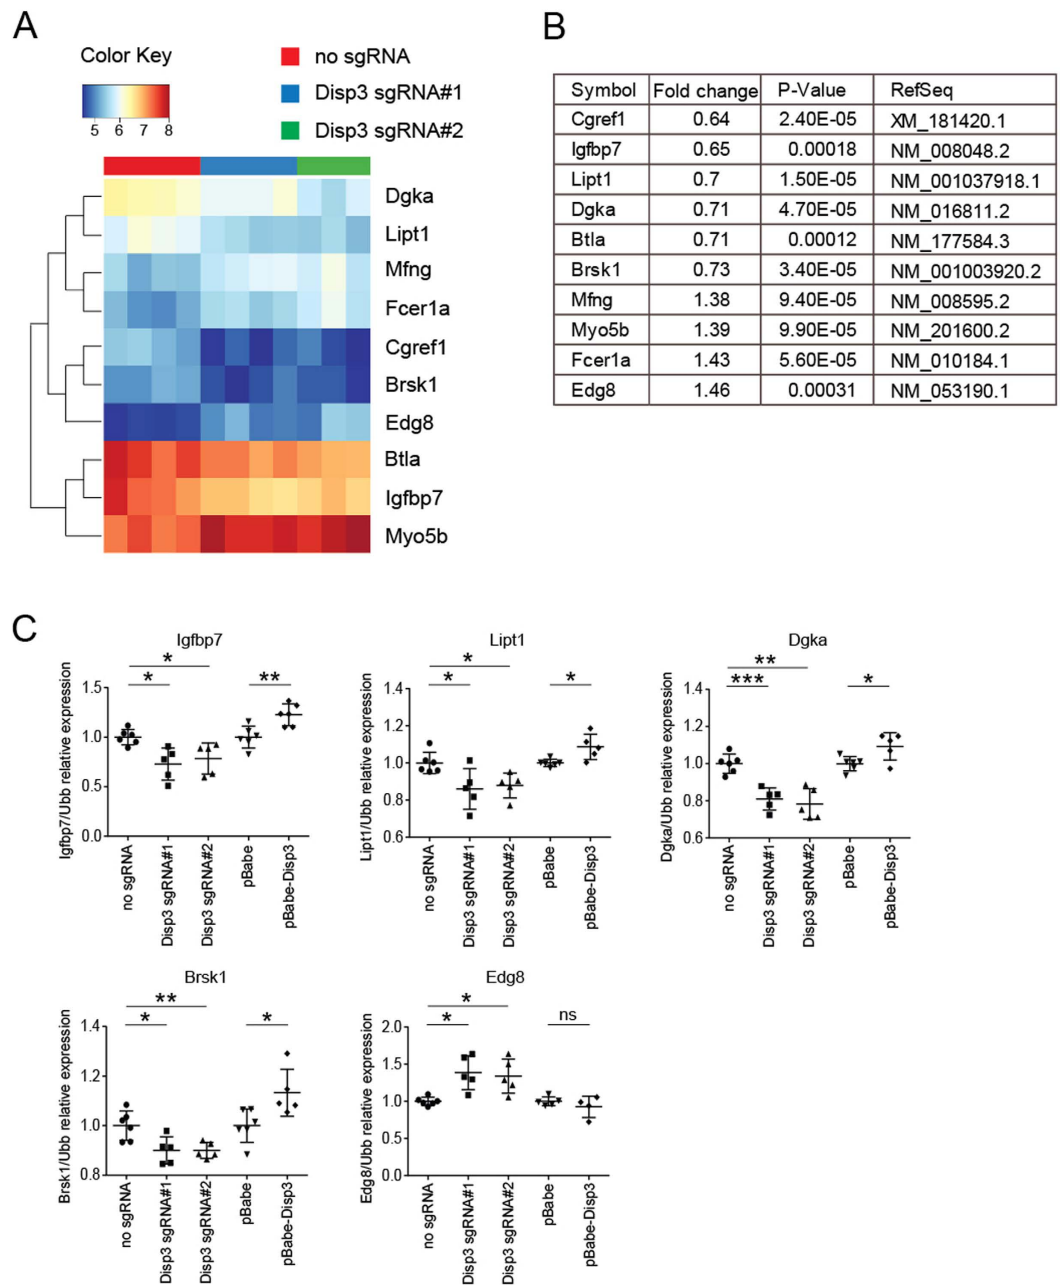 A
Color Key
5 6 7 8
no sgRNA
Disp3 sgRNA#1
Disp3 sgRNA#2
Dgka
Lipt1
Mfng
Fcer1a
Cgref1
Brsk1
Edg8
Btla
Igfbp7
Myo5b
B
Symbol Fold change P-Value RefSeq
Cgref1 0.64 2.40E-05 XM_181420.1
Igfbp7 0.65 0.00018 NM_008048.2
Lipt1 0.7 1.50E-05 NM_001037918.1
Dgka 0.71 4.70E-05 NM_016811.2
Btla 0.71 0.00012 NM_177584.3
Brsk1 0.73 3.40E-05 NM_001003920.2
Mfng 1.38 9.40E-05 NM_008595.2
Myo5b 1.39 9.90E-05 NM_201600.2
Fcer1a 1.43 5.60E-05 NM_010184.1
Edg8 1.46 0.00031 NM_053190.1
C
Igfbp7
Igfbp7/Ubb relative expression
1.5
1.0
0.5
0.0
*
* **
no sgRNA
Disp3 sgRNA#1
Disp3 sgRNA#2
pBabe
pBabe-Disp3
Lipt1
Lipt1/Ubb relative expression
1.4
1.2
1.0
0.8
0.6
*
* *
no sgRNA
Disp3 sgRNA#1
Disp3 sgRNA#2
pBabe
pBabe-Disp3
Dgka
Dgka/Ubb relative expression
1.4
1.2
1.0
0.8
0.6
**
*** *
no sgRNA
Disp3 sgRNA#1
Disp3 sgRNA#2
pBabe
pBabe-Disp3
Brsk1
Brsk1/Ubb relative expression
1.4
1.2
1.0
0.8
**
* *
no sgRNA
Disp3 sgRNA#1
Disp3 sgRNA#2
pBabe
pBabe-Disp3
Edg8
Edg8/Ubb relative expression
2.0
1.5
1.0
0.5
0.0
*
* ns
no sgRNA
Disp3 sgRNA#1
Disp3 sgRNA#2
pBabe
pBabe-Disp3